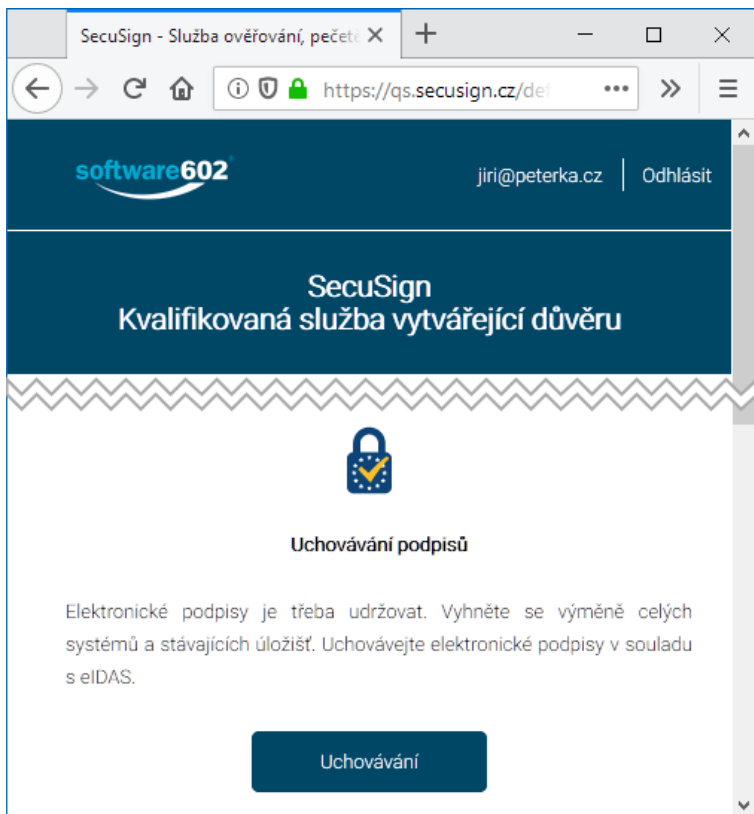 SecuSign - Služba ověřování, pečetě
https://qs.secusign.cz/def
software602
jiri@peterka.cz | Odhlásit
SecuSign
Kvalifikovaná služba vytvářející důvěru
Uchovávání podpisů
Elektronické podpisy je třeba udržovat. Vyhněte se výměně celých
systémů a stávajících úložišť. Uchovávejte elektronické podpisy v souladu
s eIDAS.
Uchovávání